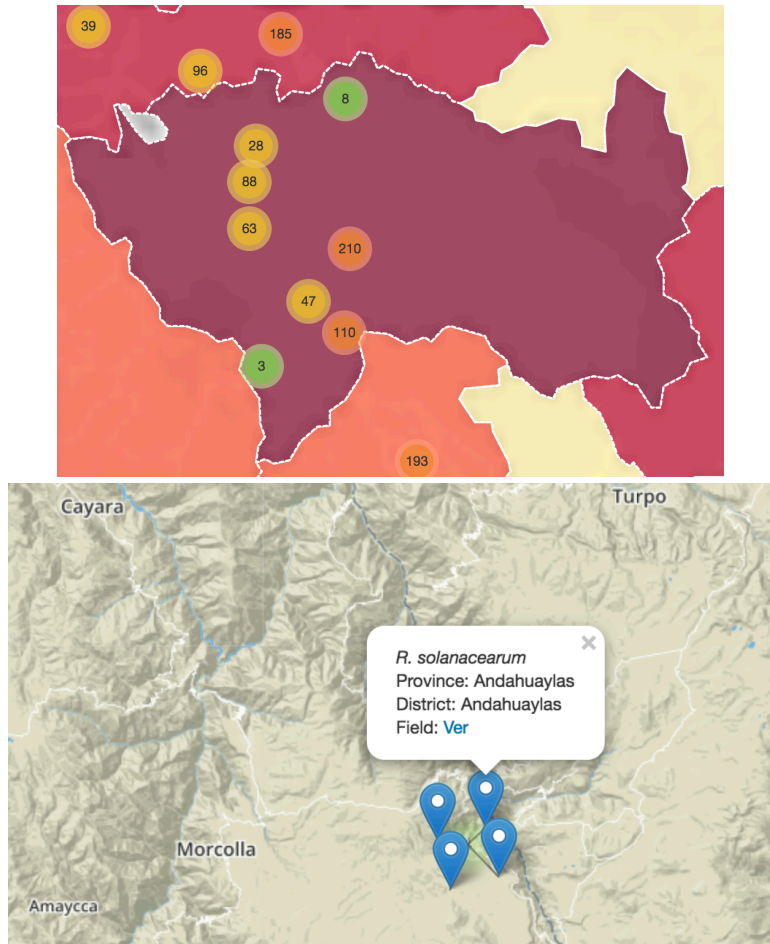 39
185
96
8
28
88
63
210
47
110
3
193
Cayara
Turpo
×
R. solanacearum
Province: Andahuaylas
District: Andahuaylas
Field: Ver
Morcolla
Amaycca